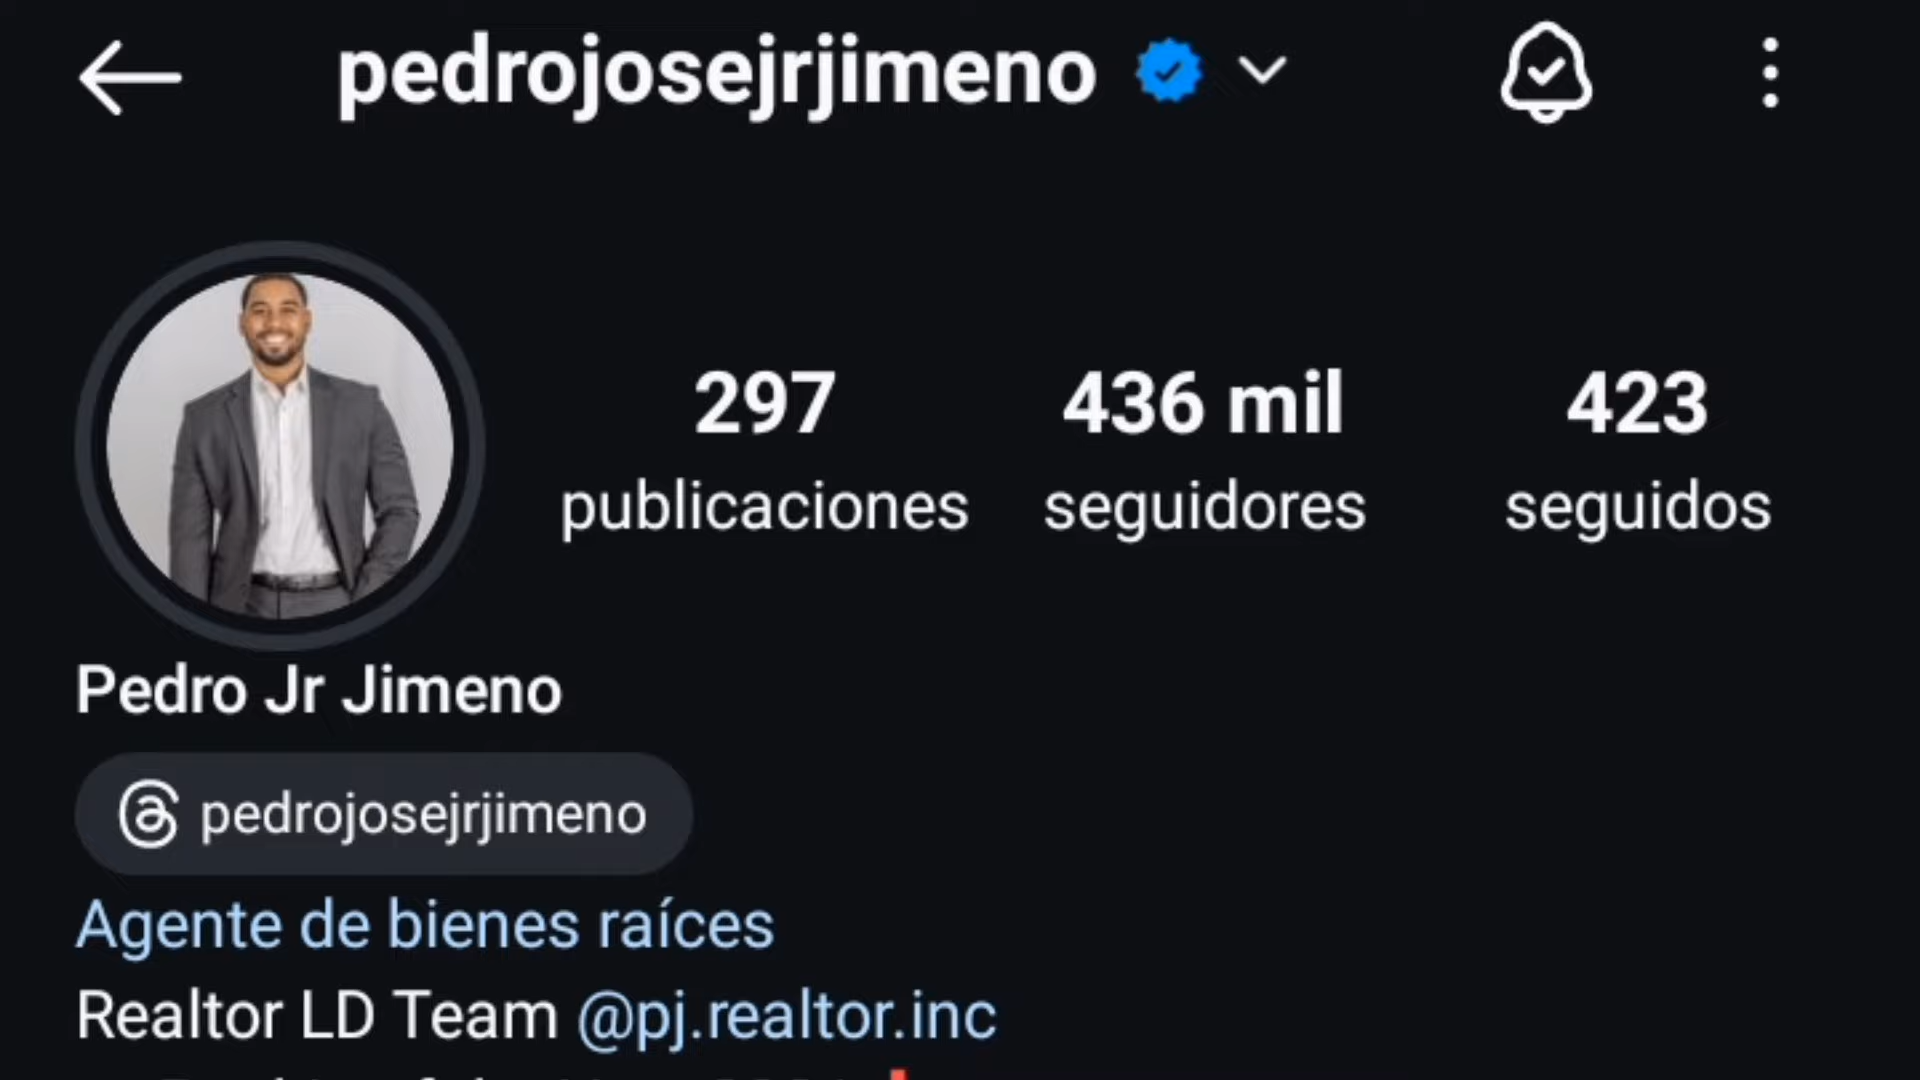 pedrojosejrjimeno
297 436 mil 423
publicaciones seguidores seguidos
Pedro Jr Jimeno
pedrojosejrjimeno
Agente de bienes raíces
Realtor LD Team @pj.realtor.inc